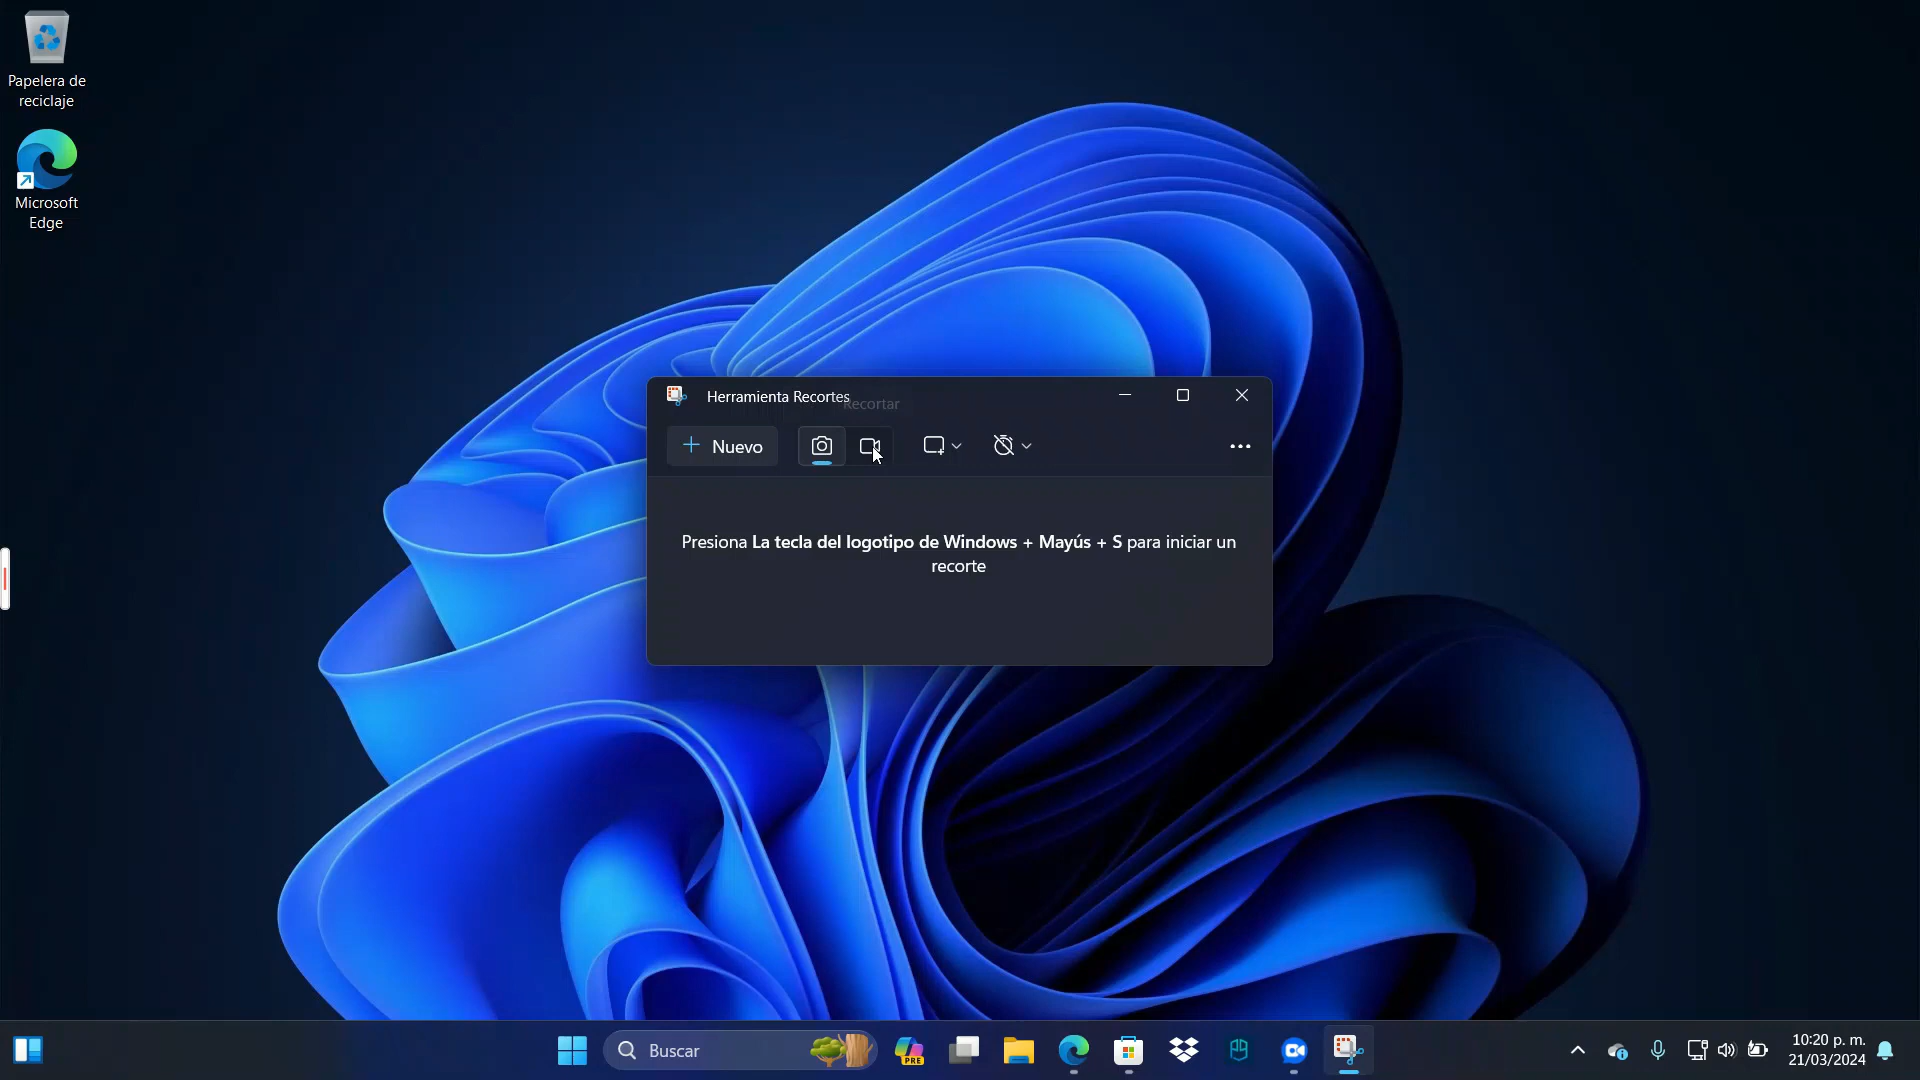 Papelera de
reciclaje
Microsoft
Edge
Herramienta Recortes
Recortar
Nuevo
Presiona La tecla del logotipo de Windows + Mayús + S para iniciar un
recorte
Buscar
PRE
10:20 p. m.
21/03/2024